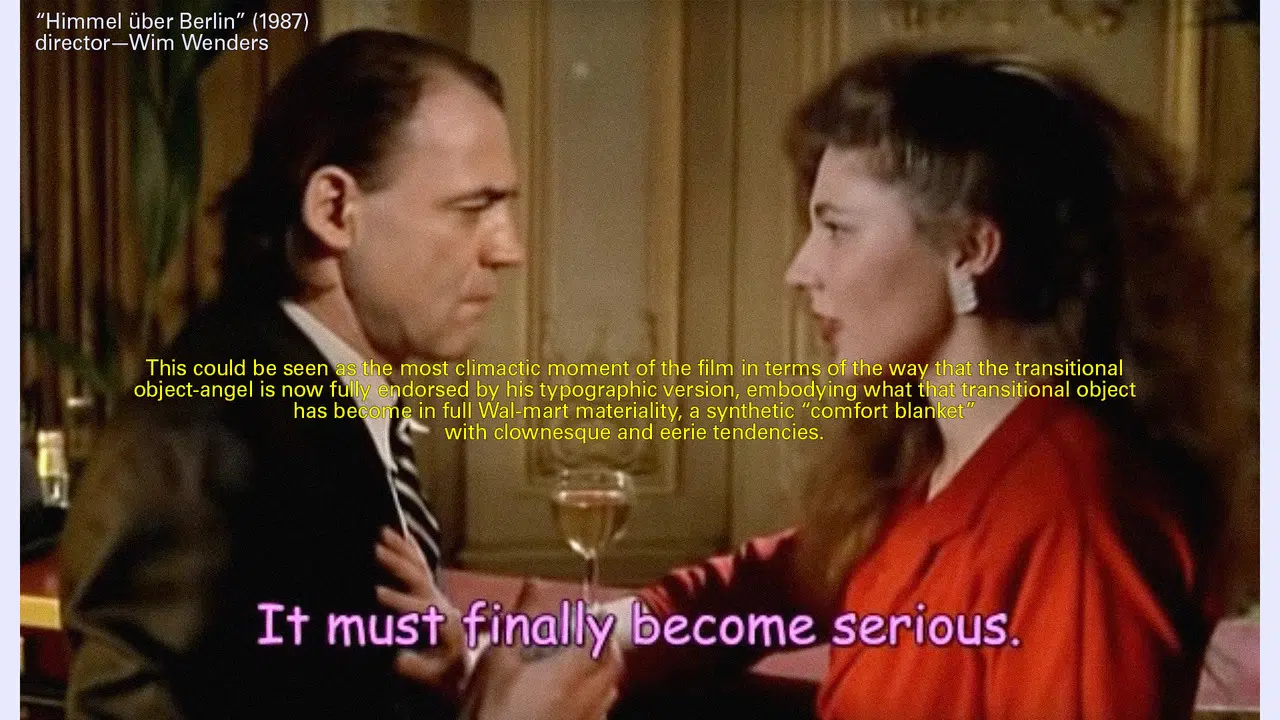 “Himmel über Berlin” (1987)
director—Wim Wenders
This could be seen as the most climactic moment of the film in terms of the way that the transitional
object-angel is now fully endorsed by his typographic version, embodying what that transitional object
has become in full Wal-mart materiality, a synthetic “comfort blanket”
with clownesque and eerie tendencies.
It must finally become serious.